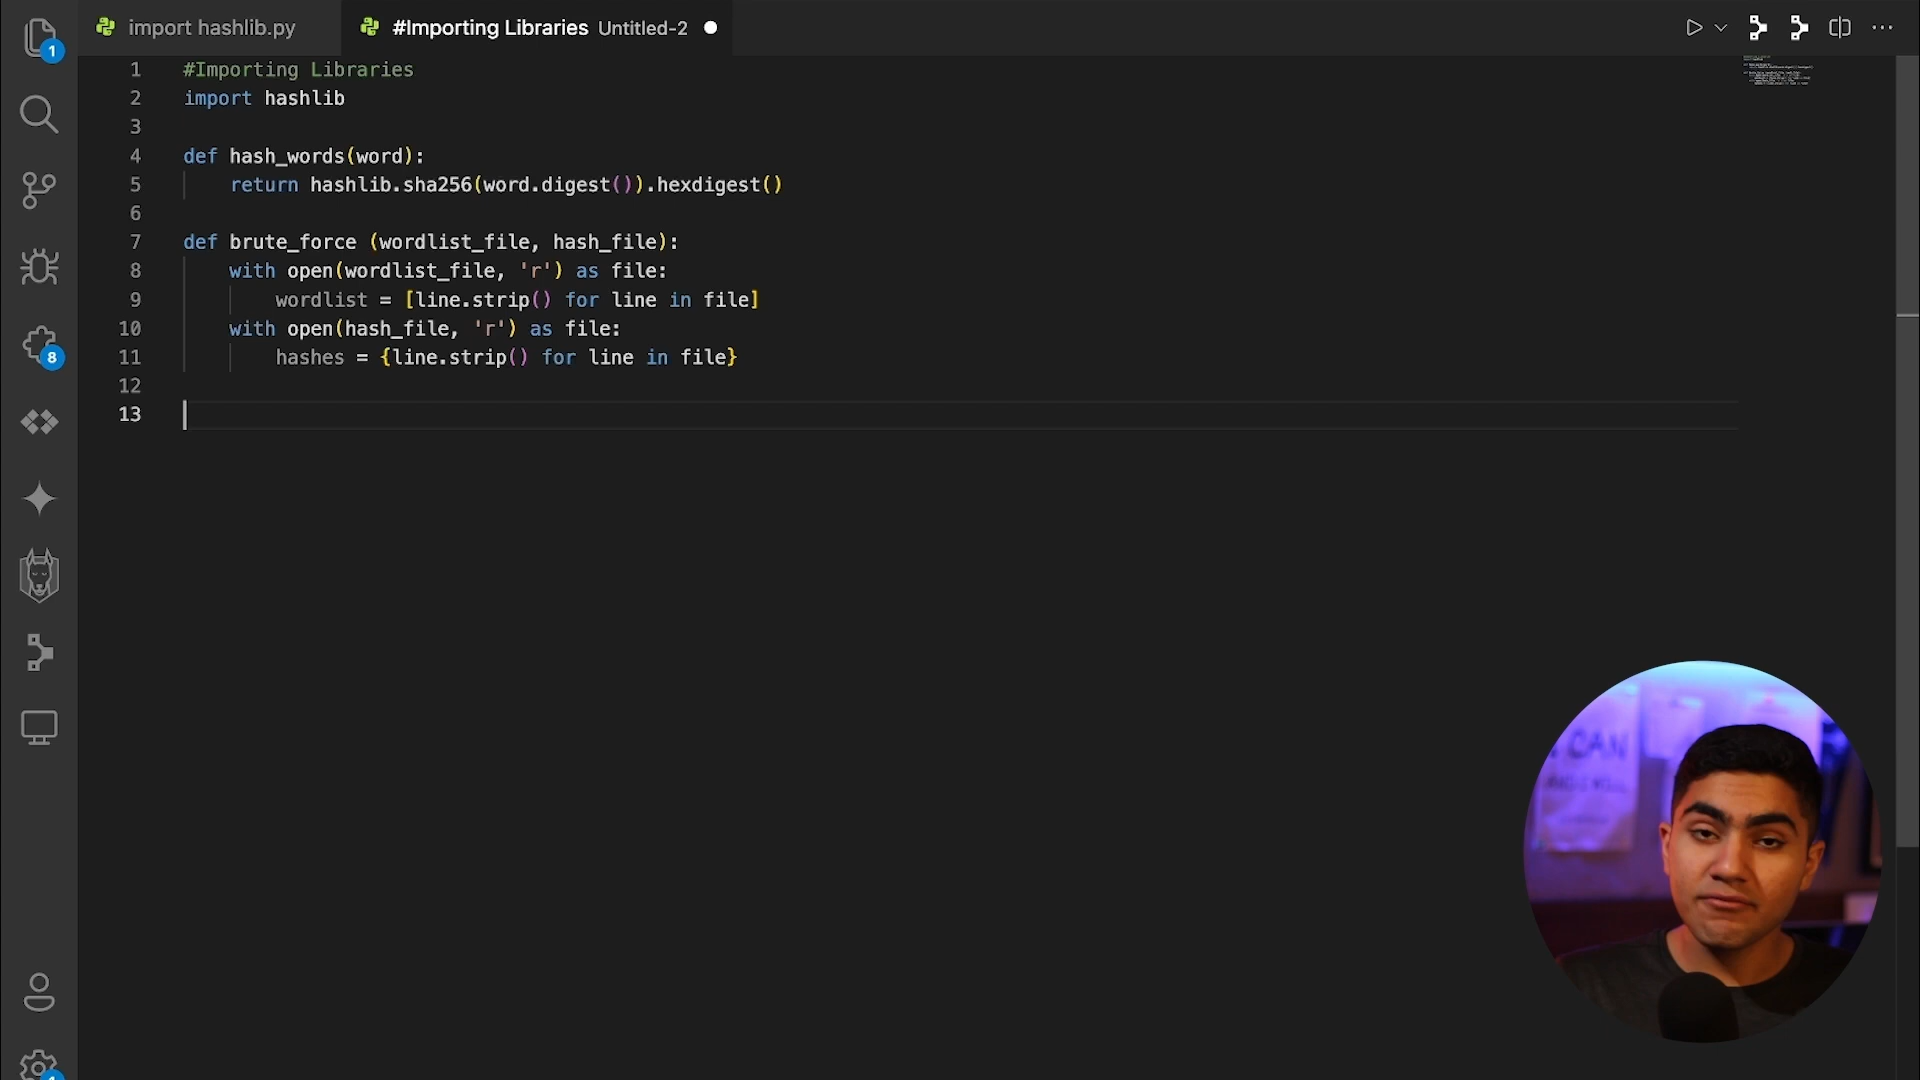 import hashlib.py
#Importing Libraries Untitled-2
1
1 #Importing Libraries
2 import hashlib
3
4 def hash_words(word):
5 return hashlib.sha256(word.digest()).hexdigest()
6
7 def brute_force (wordlist_file, hash_file):
8 with open(wordlist_file, 'r') as file:
9 wordlist = [line.strip() for line in file]
10 with open(hash_file, 'r') as file:
11 hashes = {line.strip() for line in file}
12
13
8
CAN